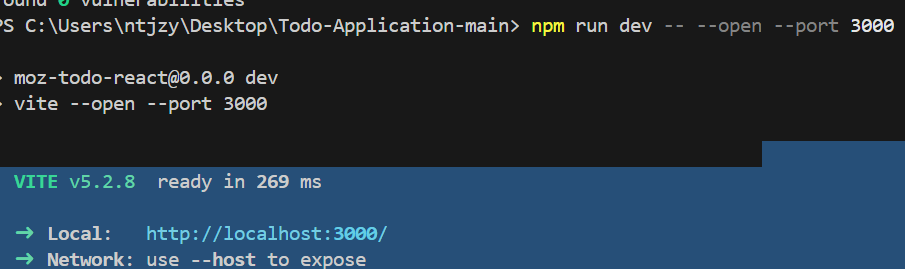 ound 0 vulnerabilities
PS C:\Users\ntjzy\Desktop\Todo-Application-main> npm run dev -- --open --port 3000
> moz-todo-react@0.0.0 dev
> vite --open --port 3000
VITE v5.2.8 ready in 269 ms
➜ Local: http://localhost:3000/
➜ Network: use --host to expose